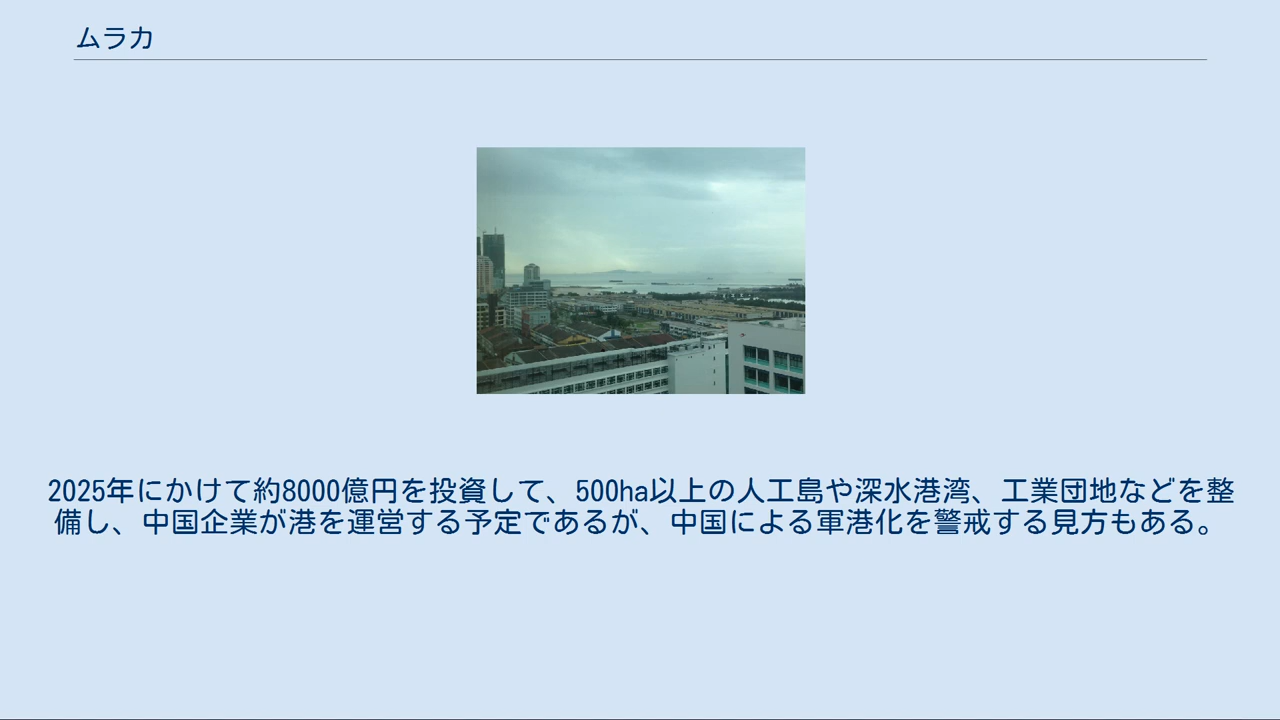 ムラカ
2025年にかけて約8000億円を投資して、500ha以上の人工島や深水港湾、工業団地などを整
備し、中国企業が港を運営する予定であるが、中国による軍港化を警戒する見方もある。